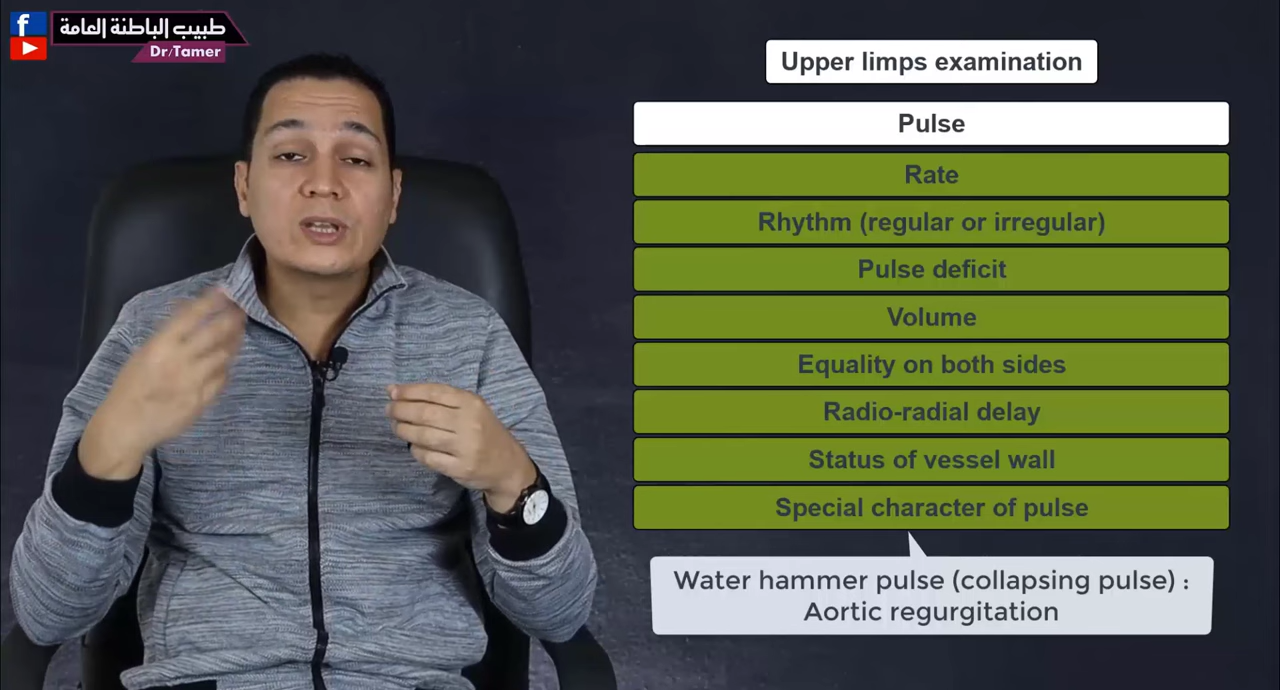 f
طبيب الباطنة العامة
Dr/Tamer
Upper limps examination
Pulse
Rate
Rhythm (regular or irregular)
Pulse deficit
Volume
Equality on both sides
Radio-radial delay
Status of vessel wall
Special character of pulse
Water hammer pulse (collapsing pulse) :
Aortic regurgitation